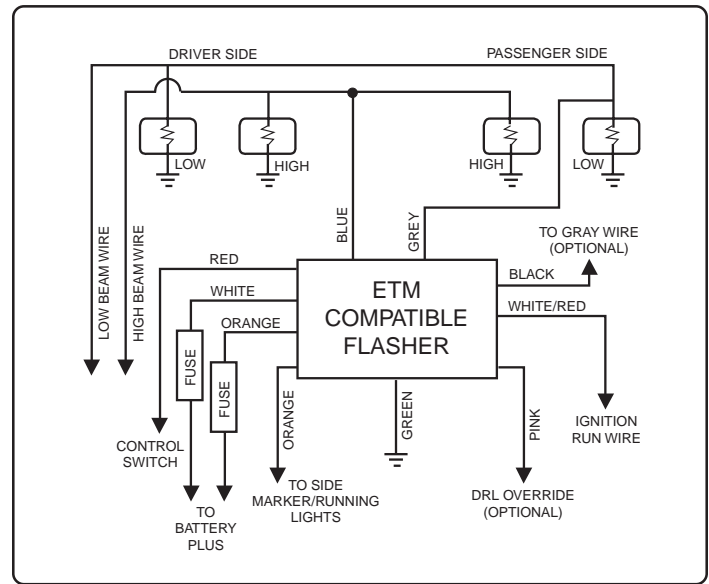 DRIVER SIDE
PASSENGER SIDE
LOW
HIGH
HIGH
LOW
LOW BEAM WIRE
HIGH BEAM WIRE
BLUE
GREY
TO GRAY WIRE
(OPTIONAL)
RED
WHITE
ORANGE
BLACK
WHITE/RED
ETM
COMPATIBLE
FLASHER
FUSE
FUSE
ORANGE
GREEN
PINK
CONTROL
SWITCH
TO
BATTERY
PLUS
TO SIDE
MARKER/RUNNING
LIGHTS
DRL OVERRIDE
(OPTIONAL)
IGNITION
RUN WIRE